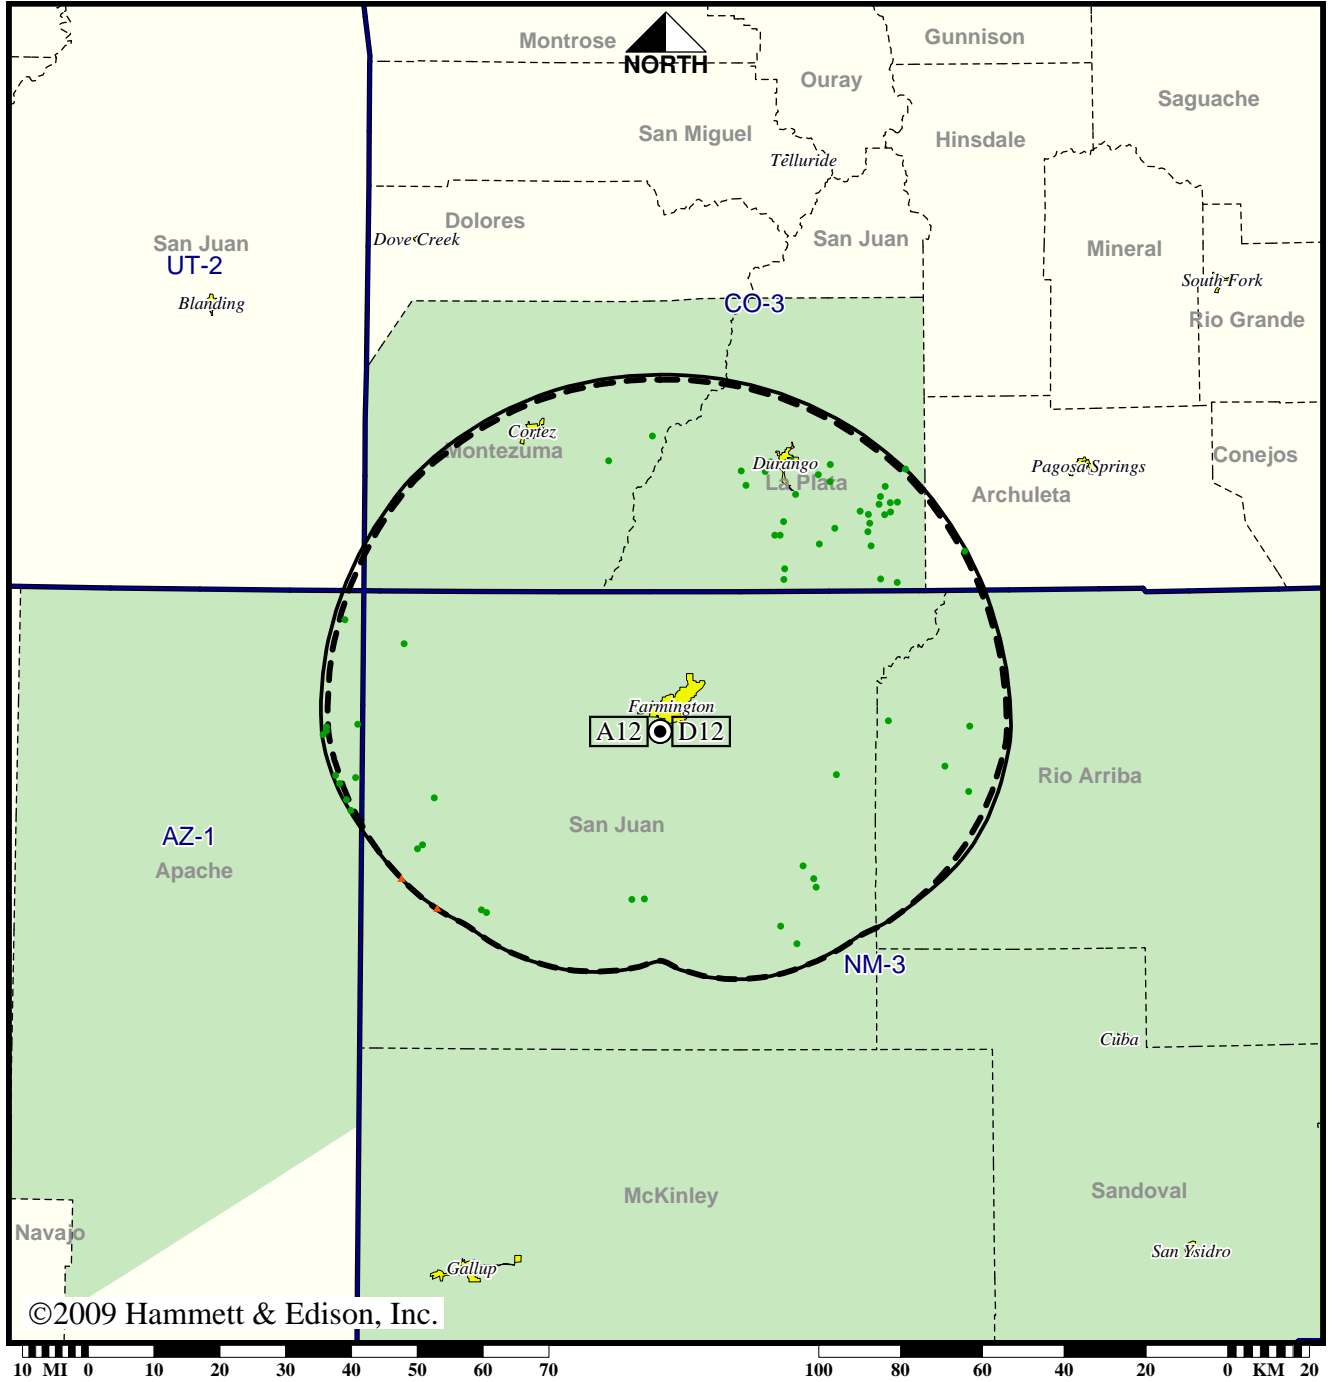 Montrose
NORTH
Gunnison
Ouray
Saguache
San Miguel
Hinsdale
Telluride
Dolores
San Juan
San Juan
Dove Creek
Mineral
UT-2
South Fork
Blanding
CO-3
Rio Grande
Cortez
Montezuma
Durango
La Plata
Pagosa Springs
Conejos
Archuleta
Farmington
A12
D12
Rio Arriba
San Juan
AZ-1
Apache
NM-3
Cuba
McKinley
Sandoval
Navajo
San Ysidro
Gallup
©2009 Hammett & Edison, Inc.
10 MI 0 10 20 30 40 50 60 70
100 80 60 40 20 0 KM 20